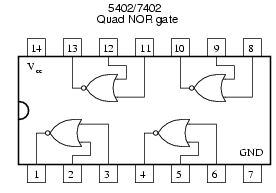 5402/7402
Quad NOR gate
14 13 12 11 10 9 8
Vcc
GND
1 2 3 4 5 6 7